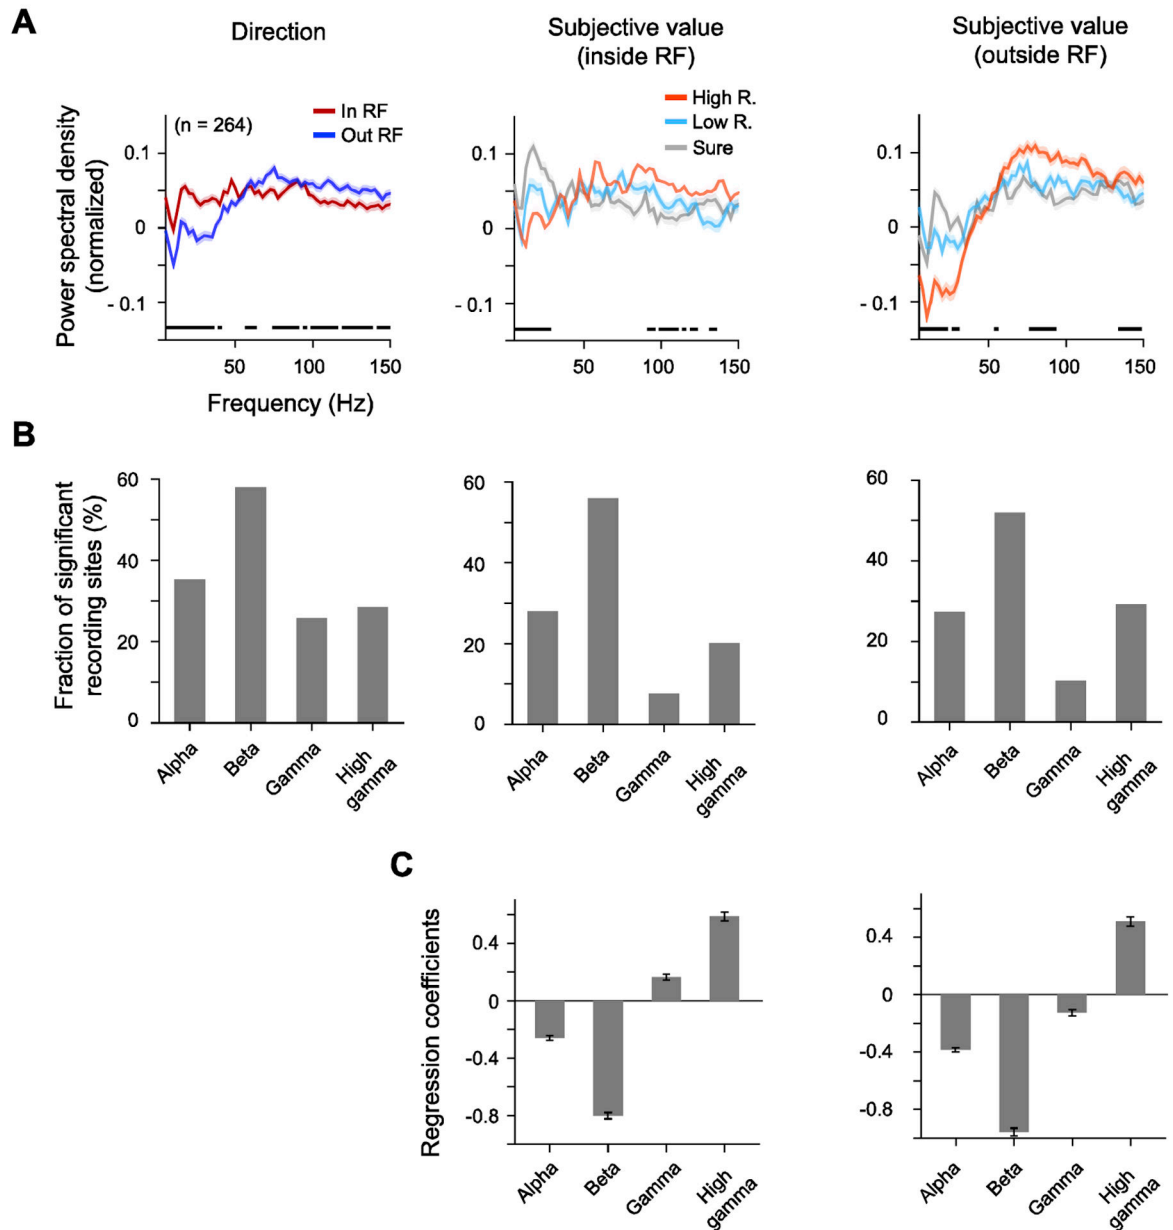 A
Direction
Subjective value
(inside RF)
Subjective value
(outside RF)
(n = 264)
In RF
Out RF
High R.
Low R.
Sure
Power spectral density
(normalized)
0.1
0
- 0.1
50
100
150
0.1
0
- 0.1
50
100
150
0.1
0
- 0.1
50
100
150
Frequency (Hz)
B
Fraction of significant
recording sites (%)
60
40
20
0
Alpha
Beta
Gamma
High
gamma
60
40
20
0
Alpha
Beta
Gamma
High
gamma
60
40
20
0
Alpha
Beta
Gamma
High
gamma
C
Regression coefficients
0.4
0
-0.4
-0.8
Alpha
Beta
Gamma
High
gamma
0.4
0
-0.4
-0.8
Alpha
Beta
Gamma
High
gamma